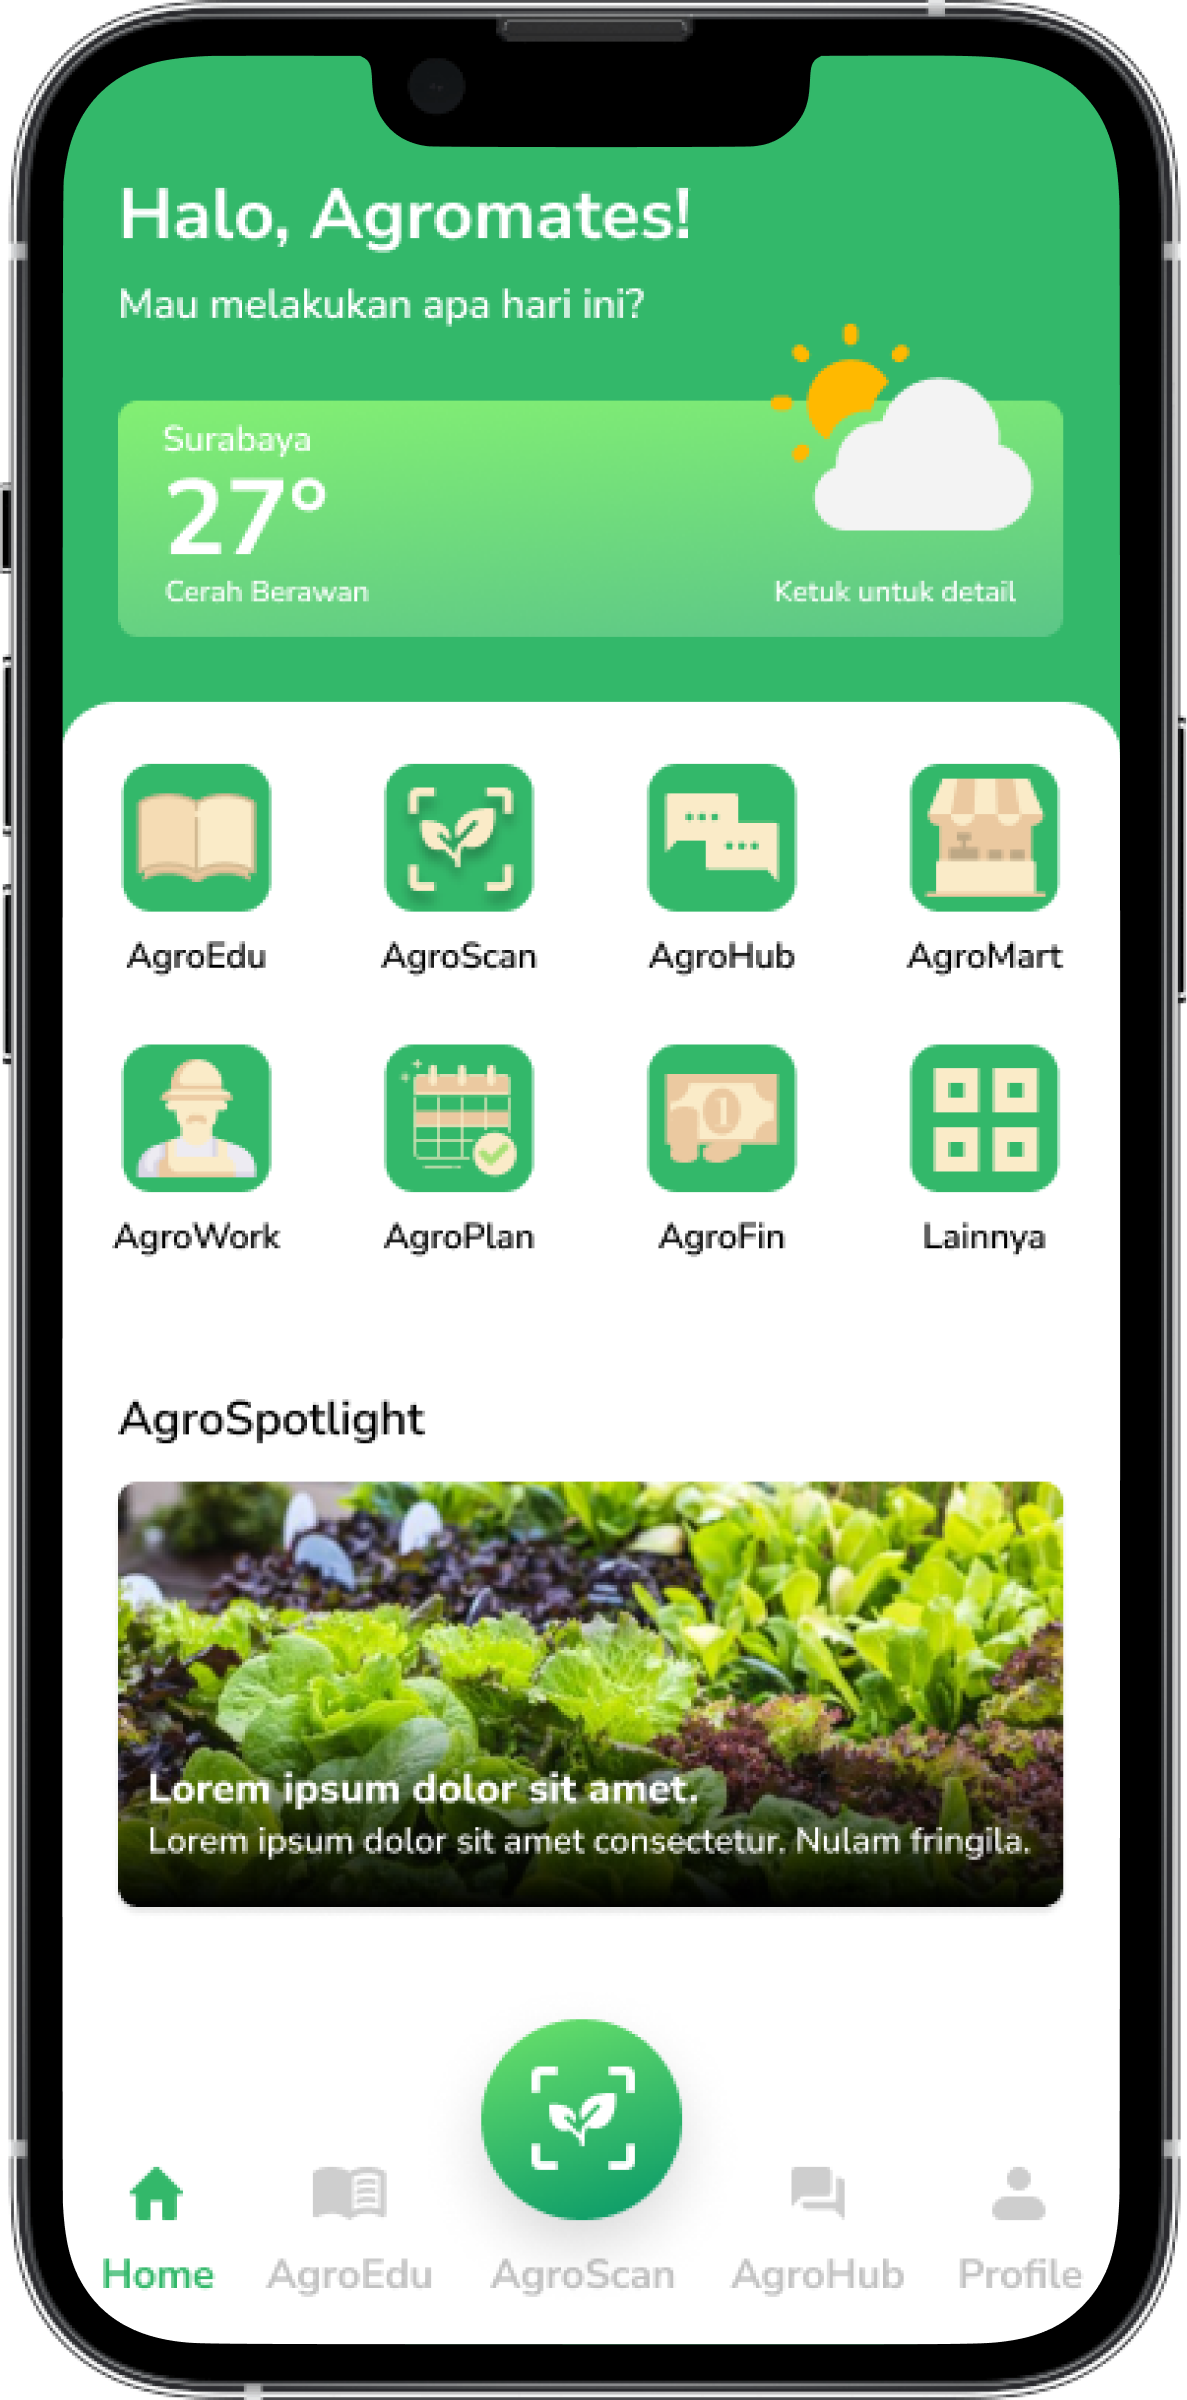 Halo, Agromates!
Mau melakukan apa hari ini?
Surabaya
27°
Cerah Berawan
Ketuk untuk detail
AgroEdu
AgroScan
AgroHub
AgroMart
AgroWork
AgroPlan
AgroFin
Lainnya
AgroSpotlight
Lorem ipsum dolor sit amet.
Lorem ipsum dolor sit amet consectetur. Nulam fringila.
Home
AgroEdu
AgroScan
AgroHub
Profile